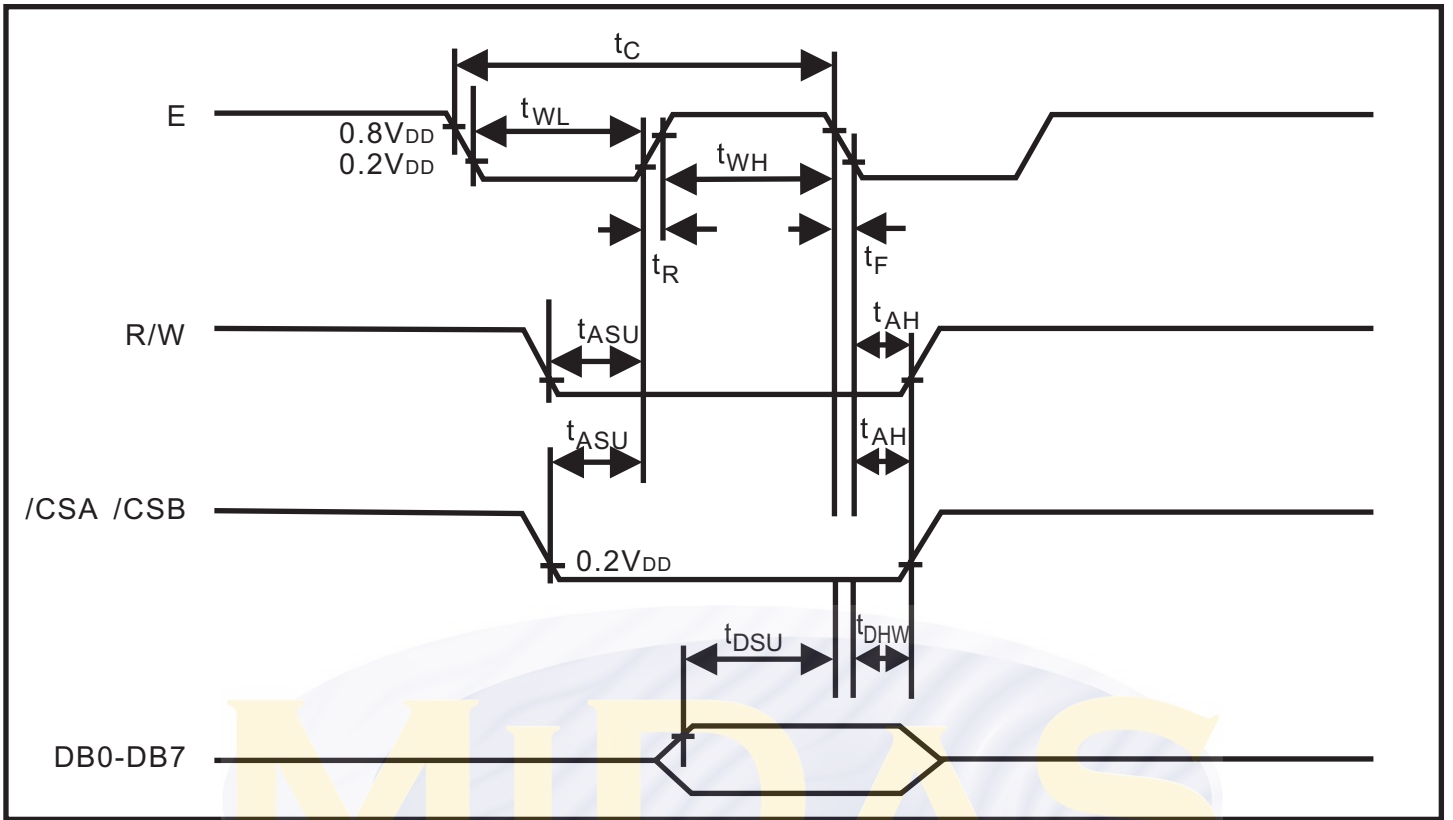 tC
E
tWL
0.8VDD
0.2VDD
tWH
tR
tF
R/W
tASU
tAH
tASU
tAH
/CSA /CSB
0.2VDD
tDSU
tDHW
DB0-DB7
MIDAS